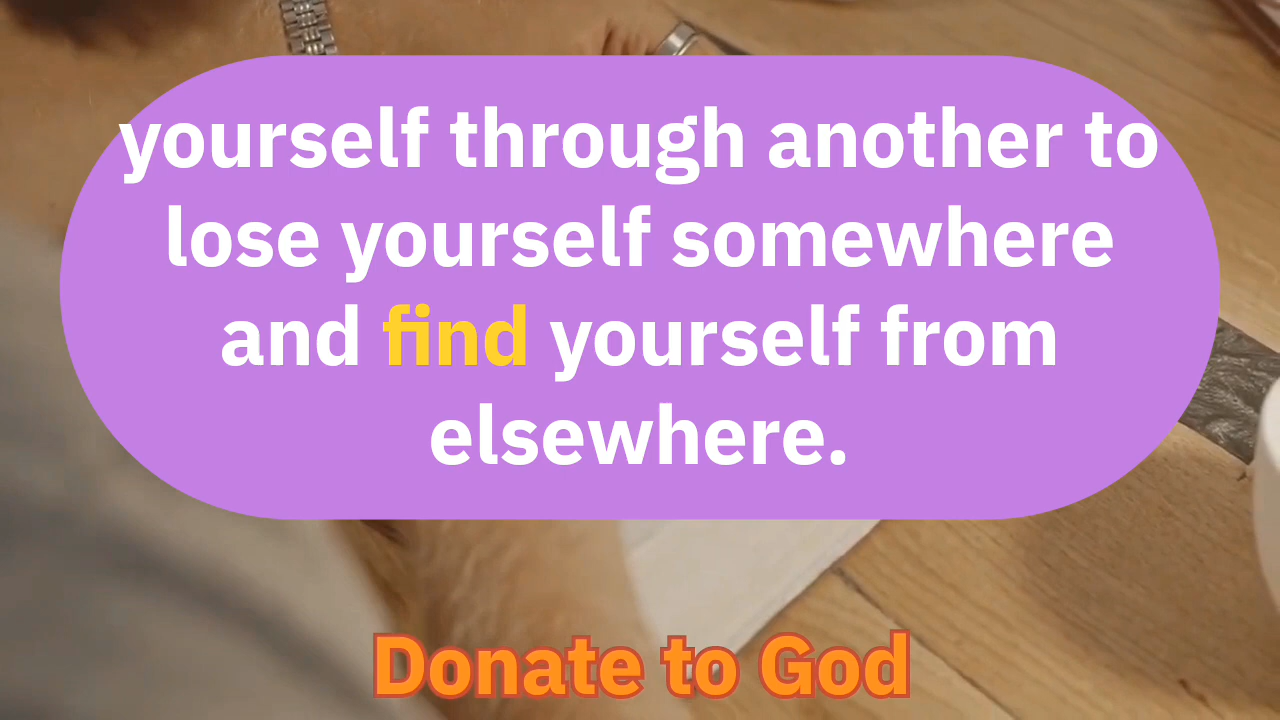 yourself through another to
lose yourself somewhere
and find yourself from
elsewhere.
Donate to God